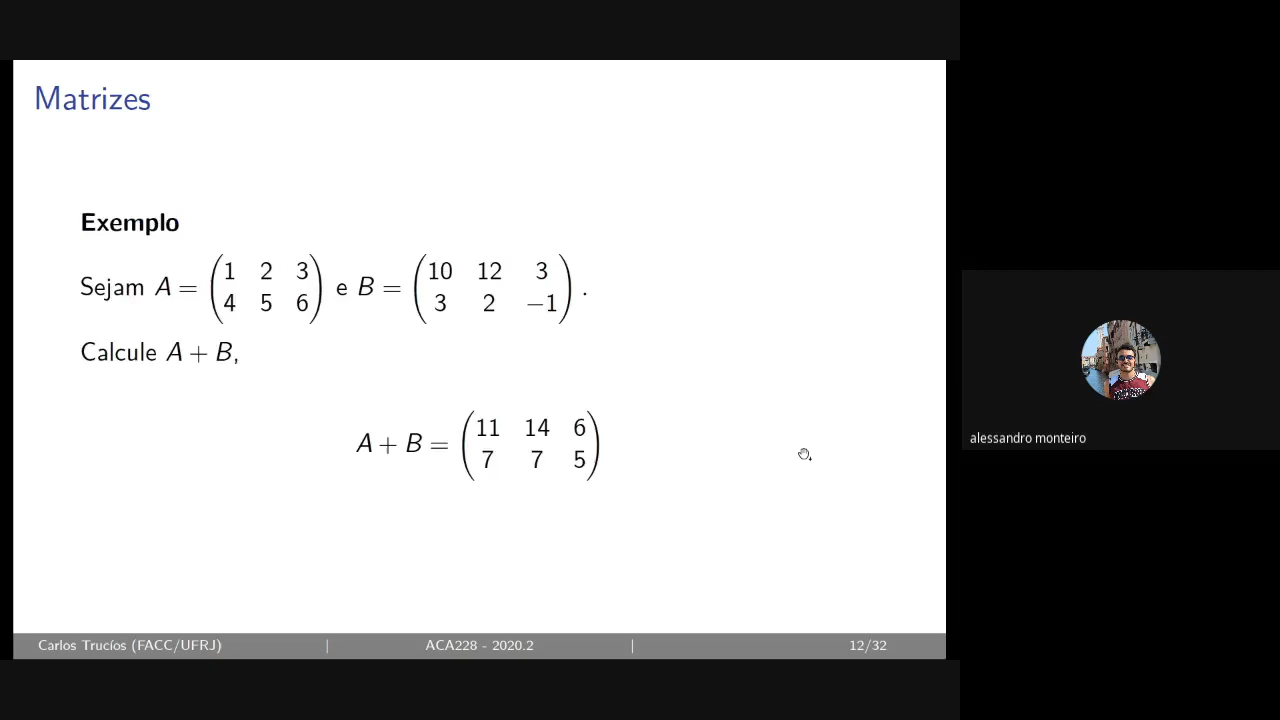 Matrizes
Exemplo
Sejam A = (1 2 3
4 5 6) e B = (10 12 3
3 2 −1).
Calcule A + B,
A + B = (11 14 6
7 7 5)
Carlos Trucíos (FACC/UFRJ) | ACA228 - 2020.2 | 12/32
alessandro monteiro